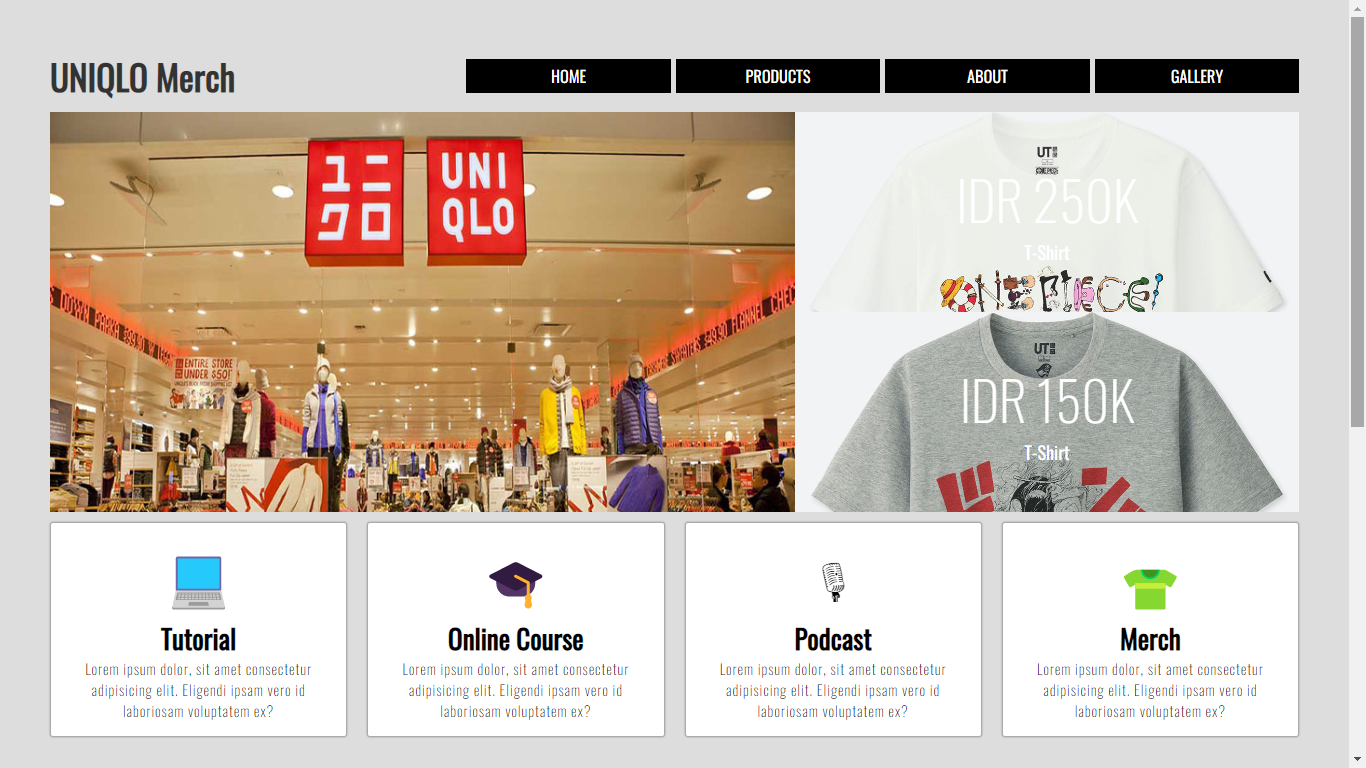 UNIQLO Merch
HOME
PRODUCTS
ABOUT
GALLERY
ユニ
クロ
UNI
QLO
ENTIRE STORE
UNDER $50!
UT
IDR 250K
T-Shirt
ONE PIECE!
UT
IDR 150K
T-Shirt
Tutorial
Lorem ipsum dolor, sit amet consectetur
adipisicing elit. Eligendi ipsam vero id
laboriosam voluptatem ex?
Online Course
Lorem ipsum dolor, sit amet consectetur
adipisicing elit. Eligendi ipsam vero id
laboriosam voluptatem ex?
Podcast
Lorem ipsum dolor, sit amet consectetur
adipisicing elit. Eligendi ipsam vero id
laboriosam voluptatem ex?
Merch
Lorem ipsum dolor, sit amet consectetur
adipisicing elit. Eligendi ipsam vero id
laboriosam voluptatem ex?